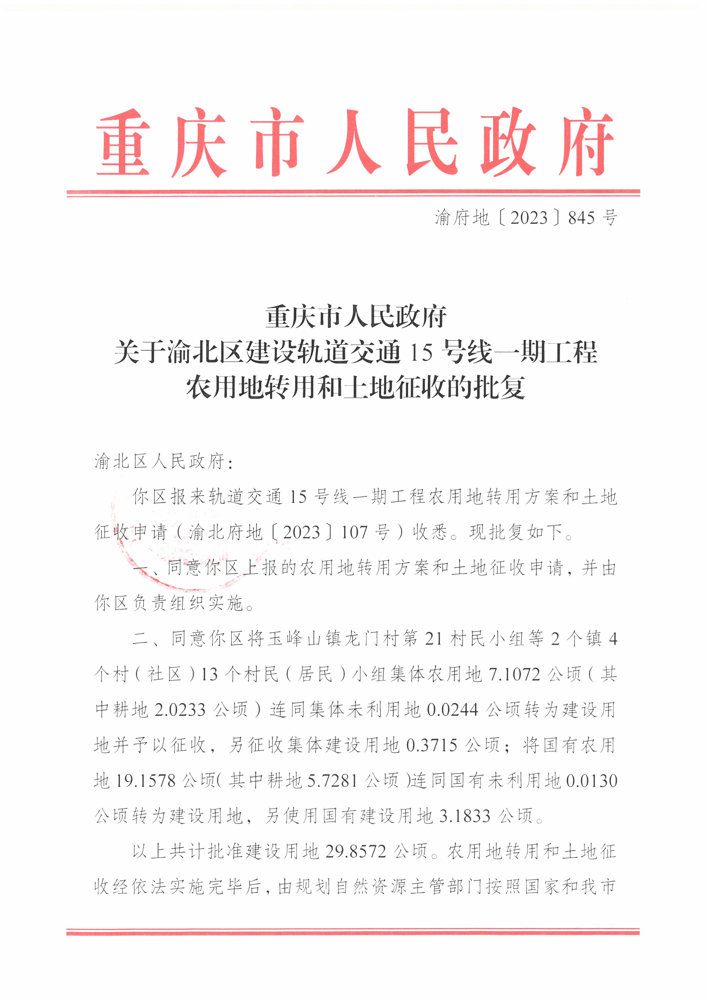 重庆市人民政府
渝府地〔2023〕845 号
重庆市人民政府
关于渝北区建设轨道交通 15 号线一期工程
农用地转用和土地征收的批复
渝北区人民政府：
你区报来轨道交通 15 号线一期工程农用地转用方案和土地
征收申请（渝北府地〔2023〕107 号）收悉。现批复如下。
一、同意你区上报的农用地转用方案和土地征收申请，并由
你区负责组织实施。
二、同意你区将玉峰山镇龙门村第 21 村民小组等 2 个镇 4
个村（社区）13 个村民（居民）小组集体农用地 7.1072 公顷（其
中耕地 2.0233 公顷）连同集体未利用地 0.0244 公顷转为建设用
地并予以征收，另征收集体建设用地 0.3715 公顷；将国有农用
地 19.1578 公顷（其中耕地 5.7281 公顷）连同国有未利用地 0.0130
公顷转为建设用地，另使用国有建设用地 3.1833 公顷。
以上共计批准建设用地 29.8572 公顷。农用地转用和土地征
收经依法实施完毕后，由规划自然资源主管部门按照国家和我市